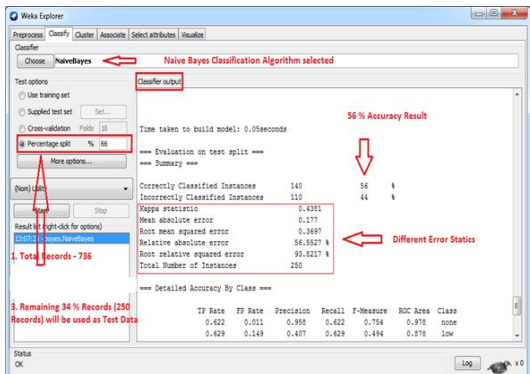 Weka Explorer
Preprocess Classify Cluster Associate Select attributes Visualize
Classifier
Choose NaiveBayes
Naive Bayes Classification Algorithm selected
Test options
Use training set
Supplied test set Set...
Cross-validation Folds 10
Percentage split % 66
More options...
(Nom) Utility
Start Stop
Result list (right-click for options)
13:07:23 - bayes.NaiveBayes
1. Total Records - 736
3. Remaining 34 % Records (250
Records) will be used as Test Data
Classifier output
56 % Accuracy Result
Time taken to build model: 0.05seconds
=== Evaluation on test split ===
=== Summary ===
Correctly Classified Instances 140 56 %
Incorrectly Classified Instances 110 44 %
Kappa statistic 0.4381
Mean absolute error 0.177
Root mean squared error 0.3697
Relative absolute error 56.5527 %
Root relative squared error 93.8217 %
Total Number of Instances 250
Different Error Statics
=== Detailed Accuracy By Class ===
TP Rate FP Rate Precision Recall F-Measure ROC Area Class
0.622 0.011 0.958 0.622 0.754 0.978 none
0.629 0.149 0.407 0.629 0.494 0.878 low
Status
OK
Log
x 0